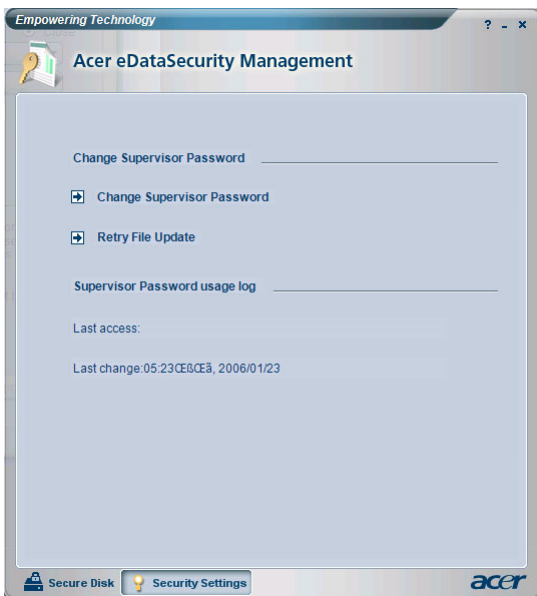 Empowering Technology
? - ×
Acer eDataSecurity Management
Change Supervisor Password
Change Supervisor Password
Retry File Update
Supervisor Password usage log
Last access:
Last change:05:23ŒßŒã, 2006/01/23
Secure Disk
Security Settings
acer